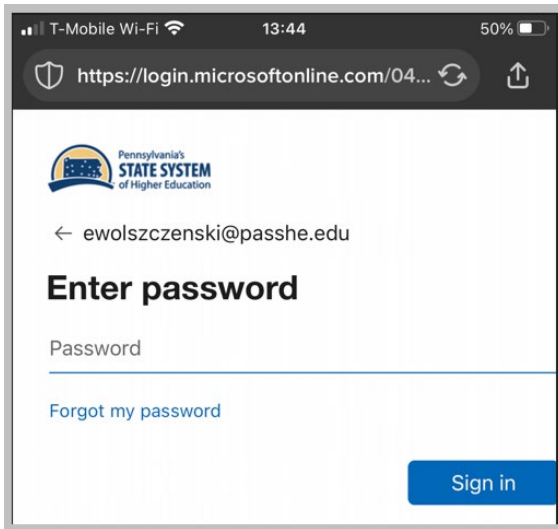 T-Mobile Wi-Fi 13:44 50%
https://login.microsoftonline.com/04...
Pennsylvania's
STATE SYSTEM
of Higher Education
← ewolszczenski@passhe.edu
Enter password
Password
Forgot my password
Sign in